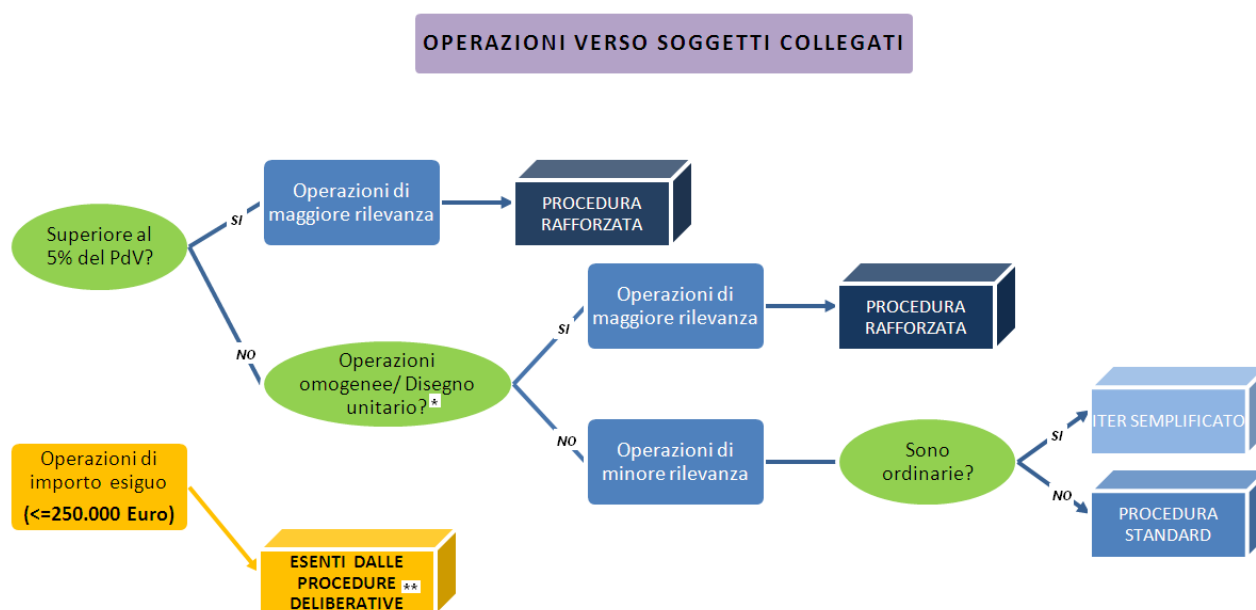 OPERAZIONI VERSO SOGGETTI COLLEGATI
Superiore al
5% del PdV?
SI
Operazioni di
maggiore rilevanza
PROCEDURA
RAFFORZATA
NO
Operazioni
omogenee/ Disegno
unitario? *
SI
Operazioni di
maggiore rilevanza
PROCEDURA
RAFFORZATA
NO
Operazioni di
minore rilevanza
Sono
ordinarie?
SI
ITER SEMPLIFICATO
NO
PROCEDURA
STANDARD
Operazioni di
importo esiguo
(<=250.000 Euro)
ESENTI DALLE
PROCEDURE **
DELIBERATIVE